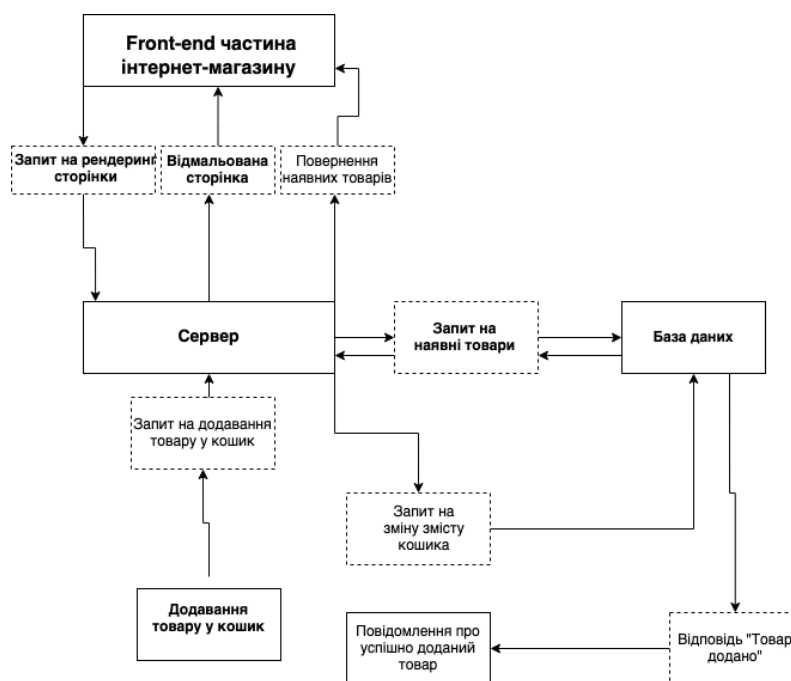 Front-end частина
інтернет-магазину
Запит на рендеринг
сторінки
Відмальована
сторінка
Повернення
наявних товарів
Сервер
Запит на
наявні товари
База даних
Запит на додавання
товару у кошик
Запит на
зміну змісту
кошика
Додавання
товару у кошик
Повідомлення про
успішно доданий
товар
Відповідь "Товар
додано"